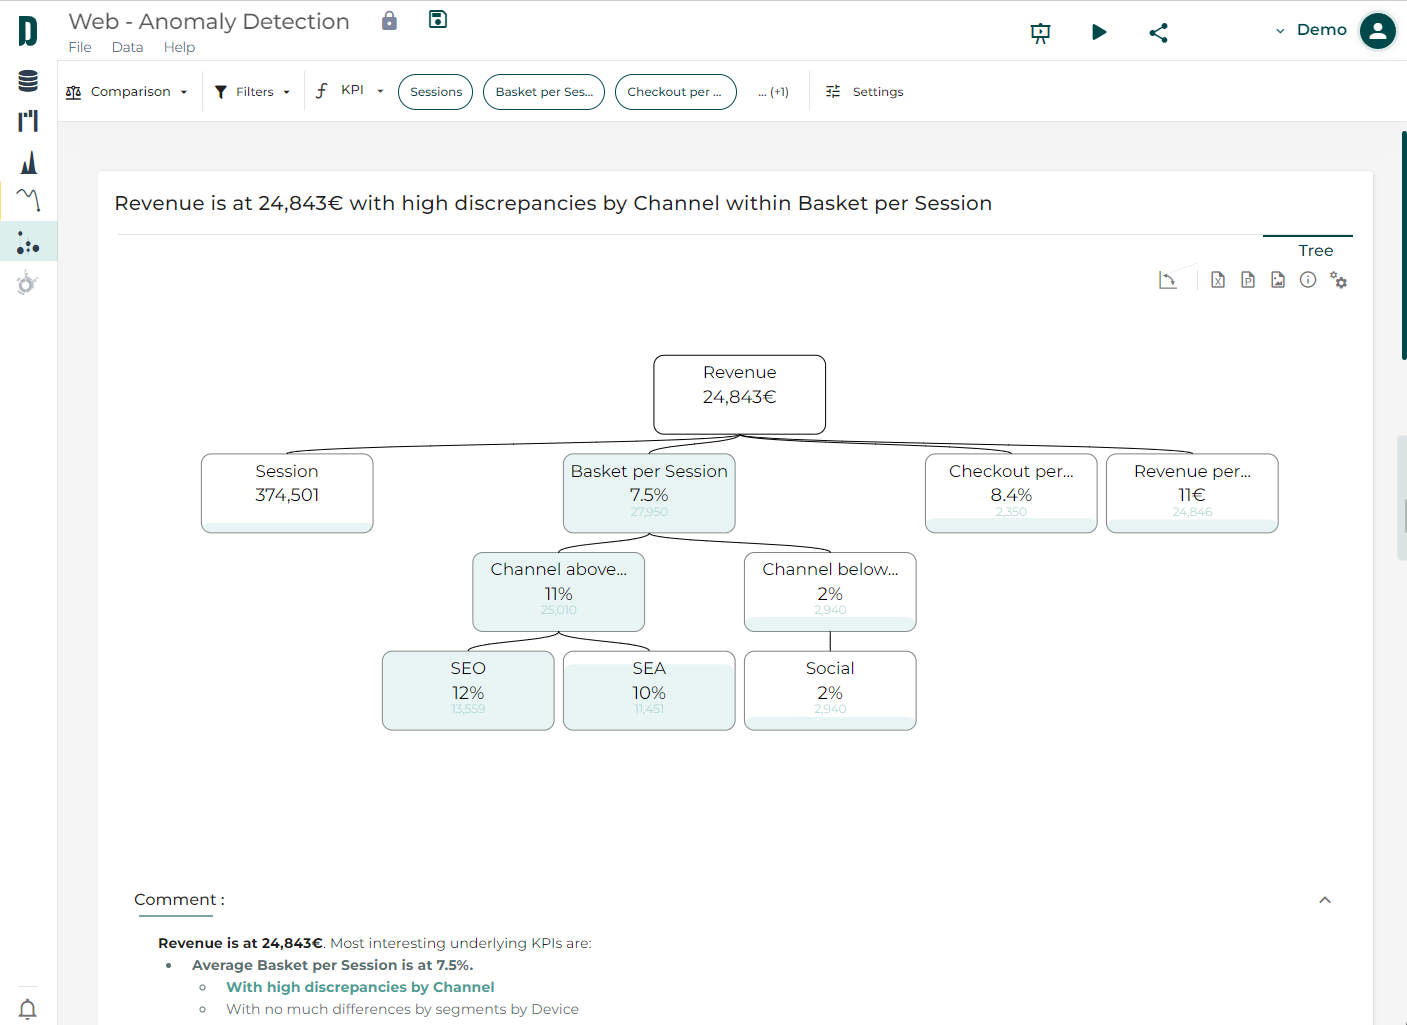 Web - Anomaly Detection
File Data Help
Demo
Comparison
Filters
KPI
Sessions
Basket per Ses...
Checkout per ...
... (+1)
Settings
Revenue is at 24,843€ with high discrepancies by Channel within Basket per Session
Tree
Revenue
24,843€
Session
374,501
Basket per Session
7.5%
27,950
Checkout per...
8.4%
2,350
Revenue per...
11€
24,846
Channel above...
11%
25,010
Channel below...
2%
2,940
SEO
12%
13,559
SEA
10%
11,451
Social
2%
2,940
Comment :
Revenue is at 24,843€. Most interesting underlying KPIs are:
Average Basket per Session is at 7.5%.
With high discrepancies by Channel
With no much differences by segments by Device